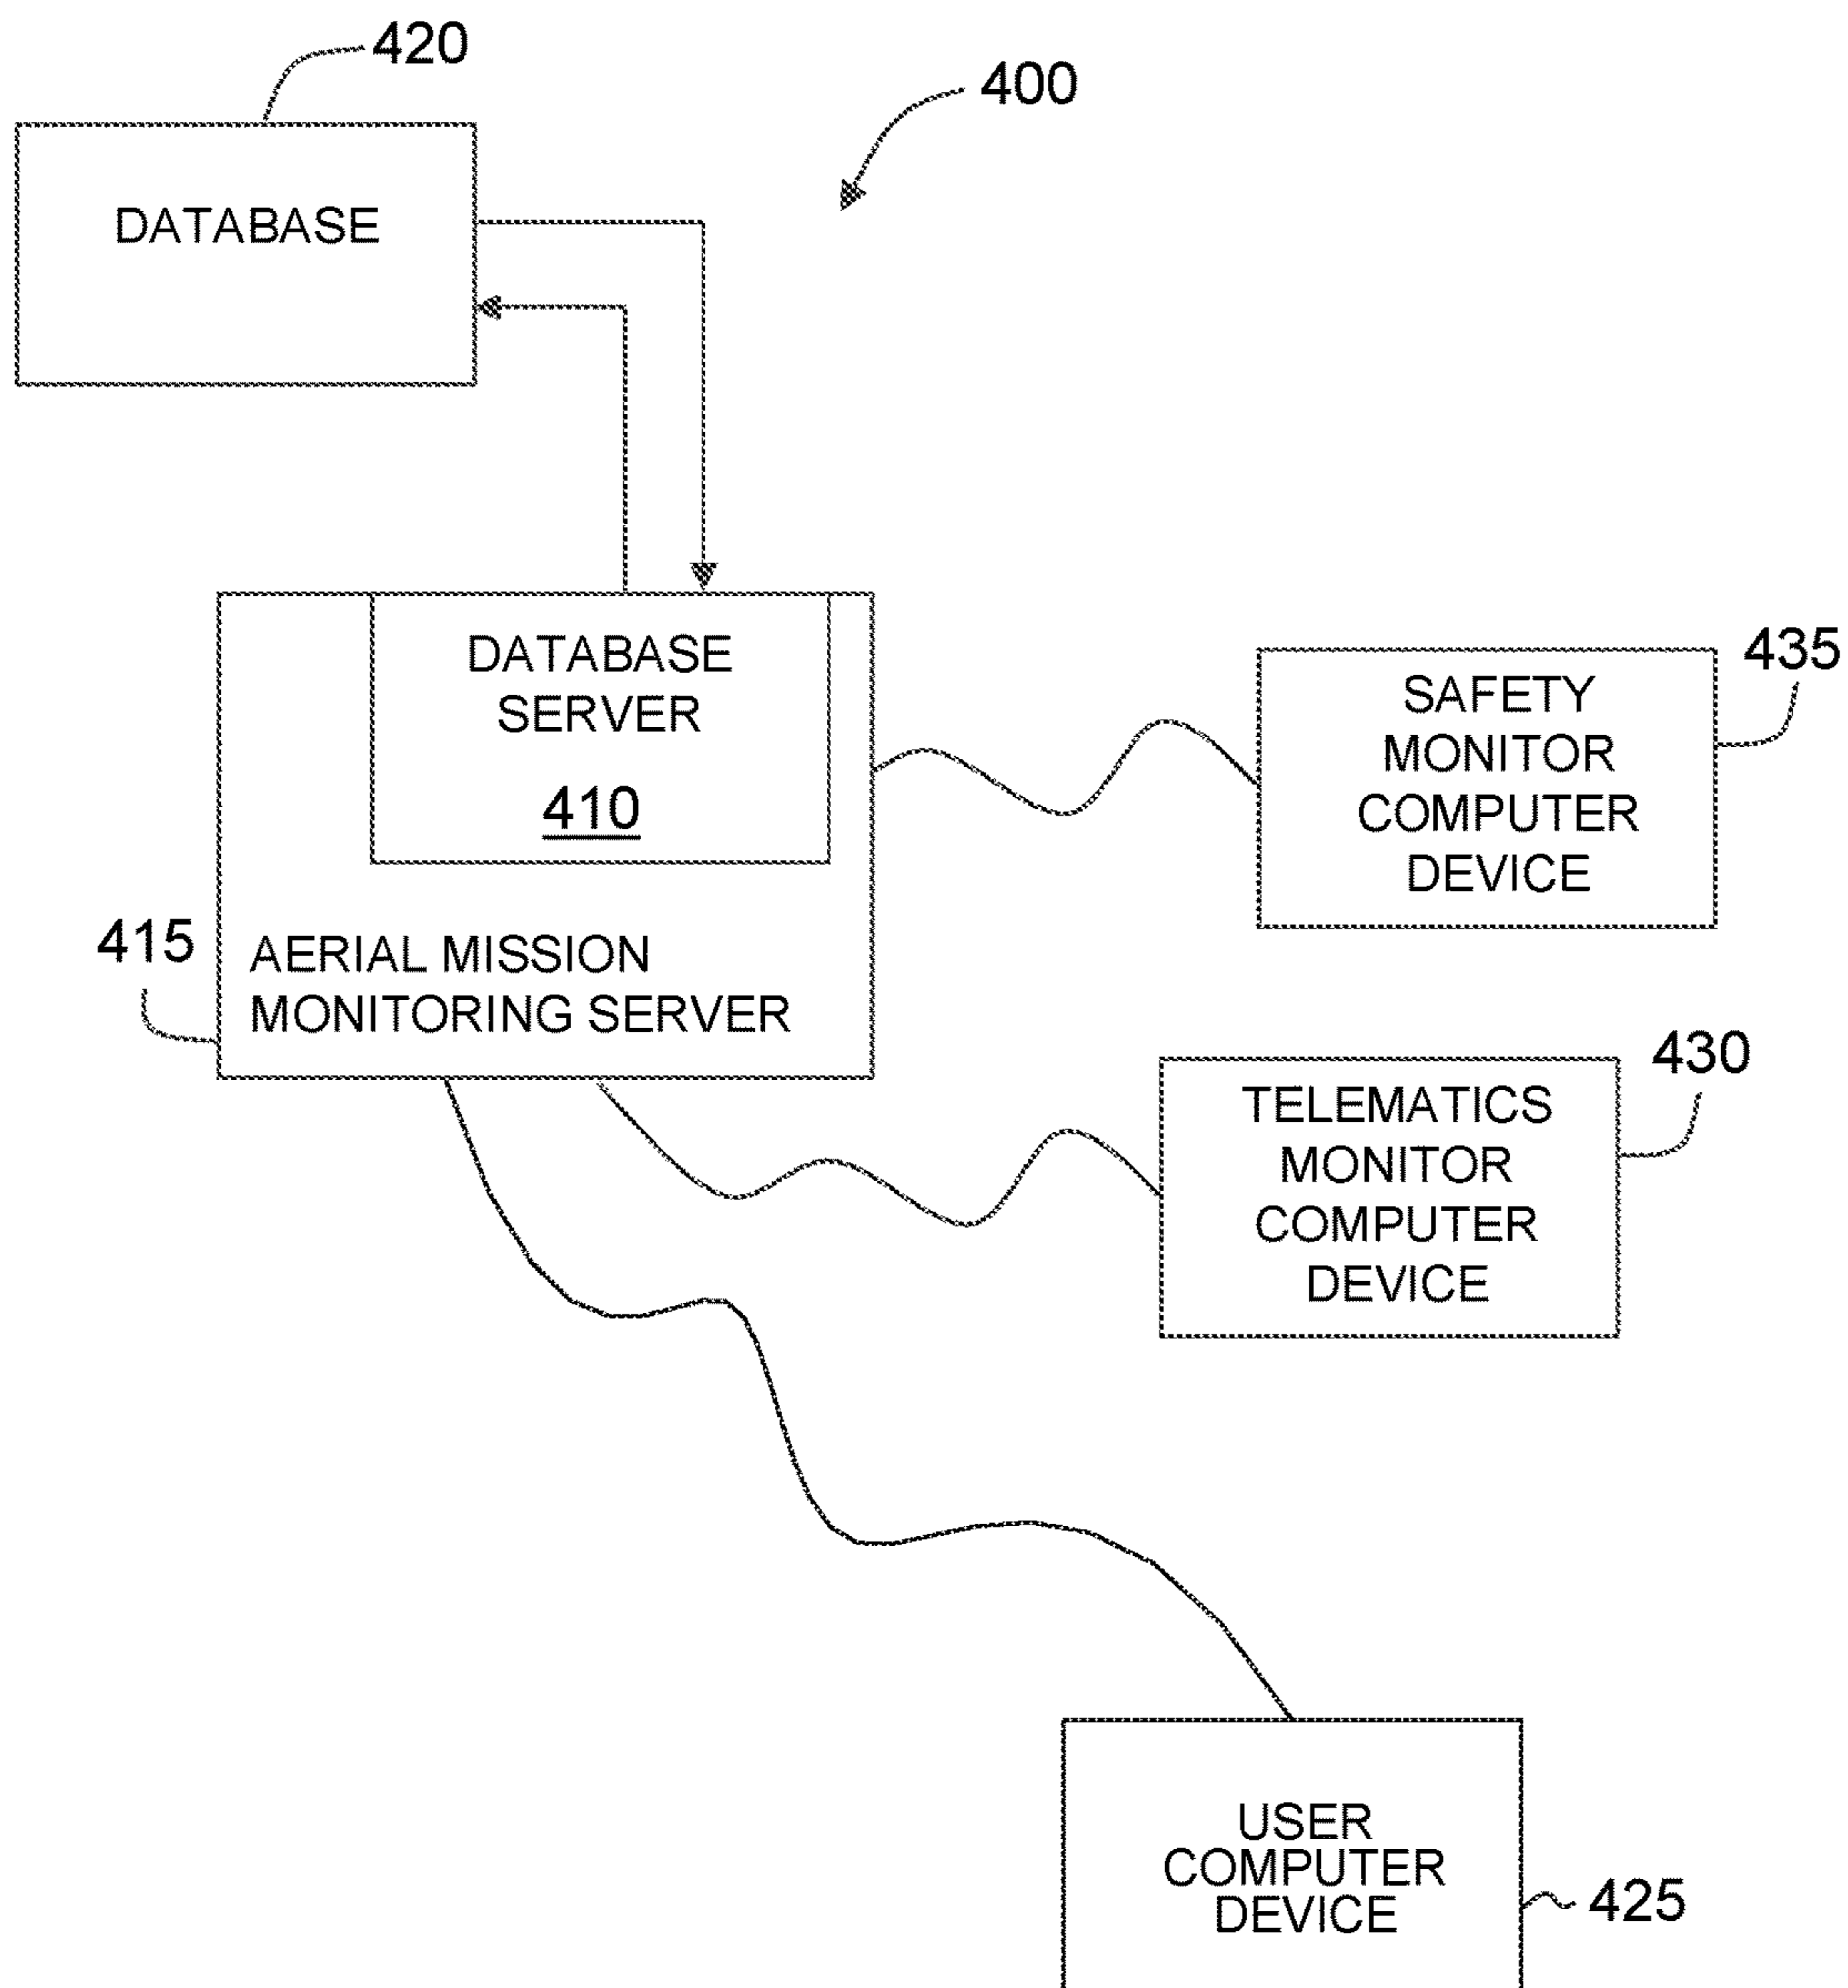 420
400
DATABASE
DATABASE
SERVER
410
435
SAFETY
MONITOR
COMPUTER
DEVICE
415
AERIAL MISSION
MONITORING SERVER
430
TELEMATICS
MONITOR
COMPUTER
DEVICE
USER
COMPUTER
DEVICE
425